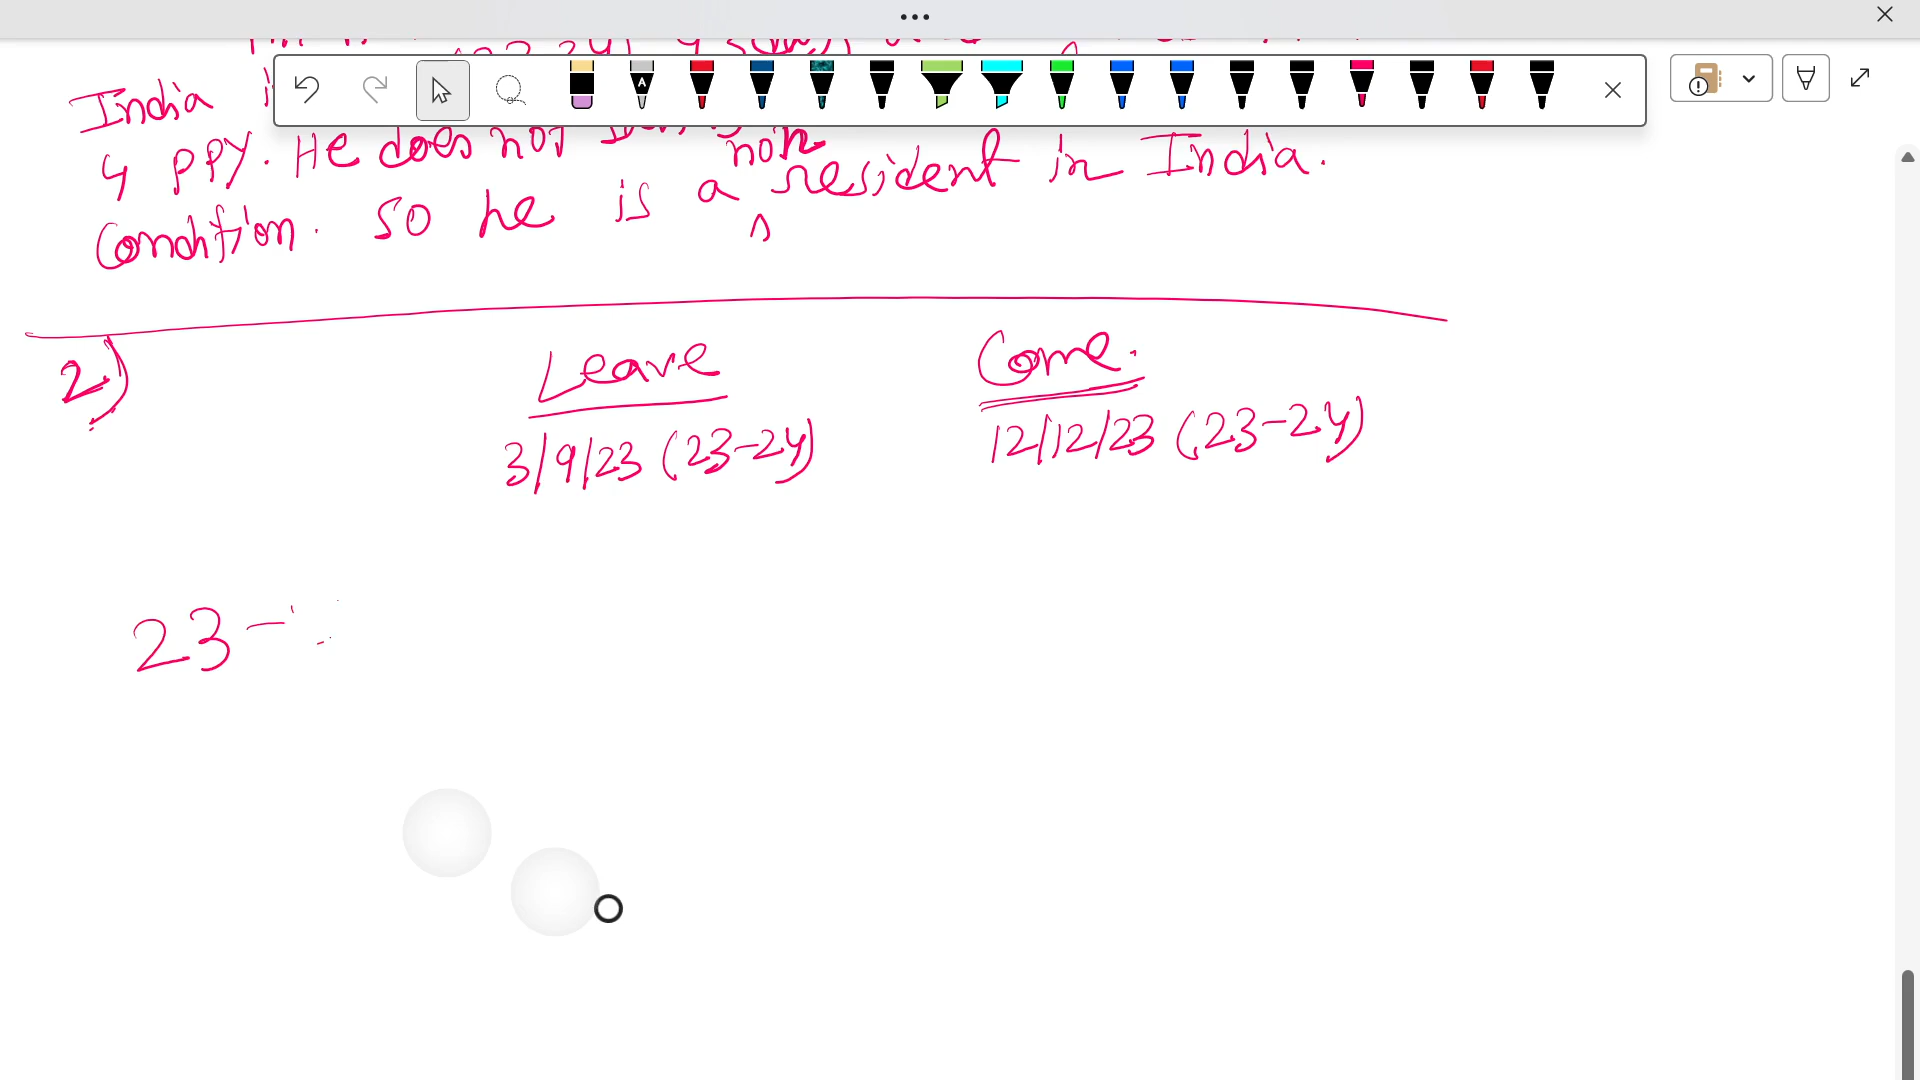 India
4 PPY. He does not
non
Condition. So he is a ^ resident in India.
2)
Leave
Come.
3/9/23 (23-24)
12/12/23 (23-24)
23-